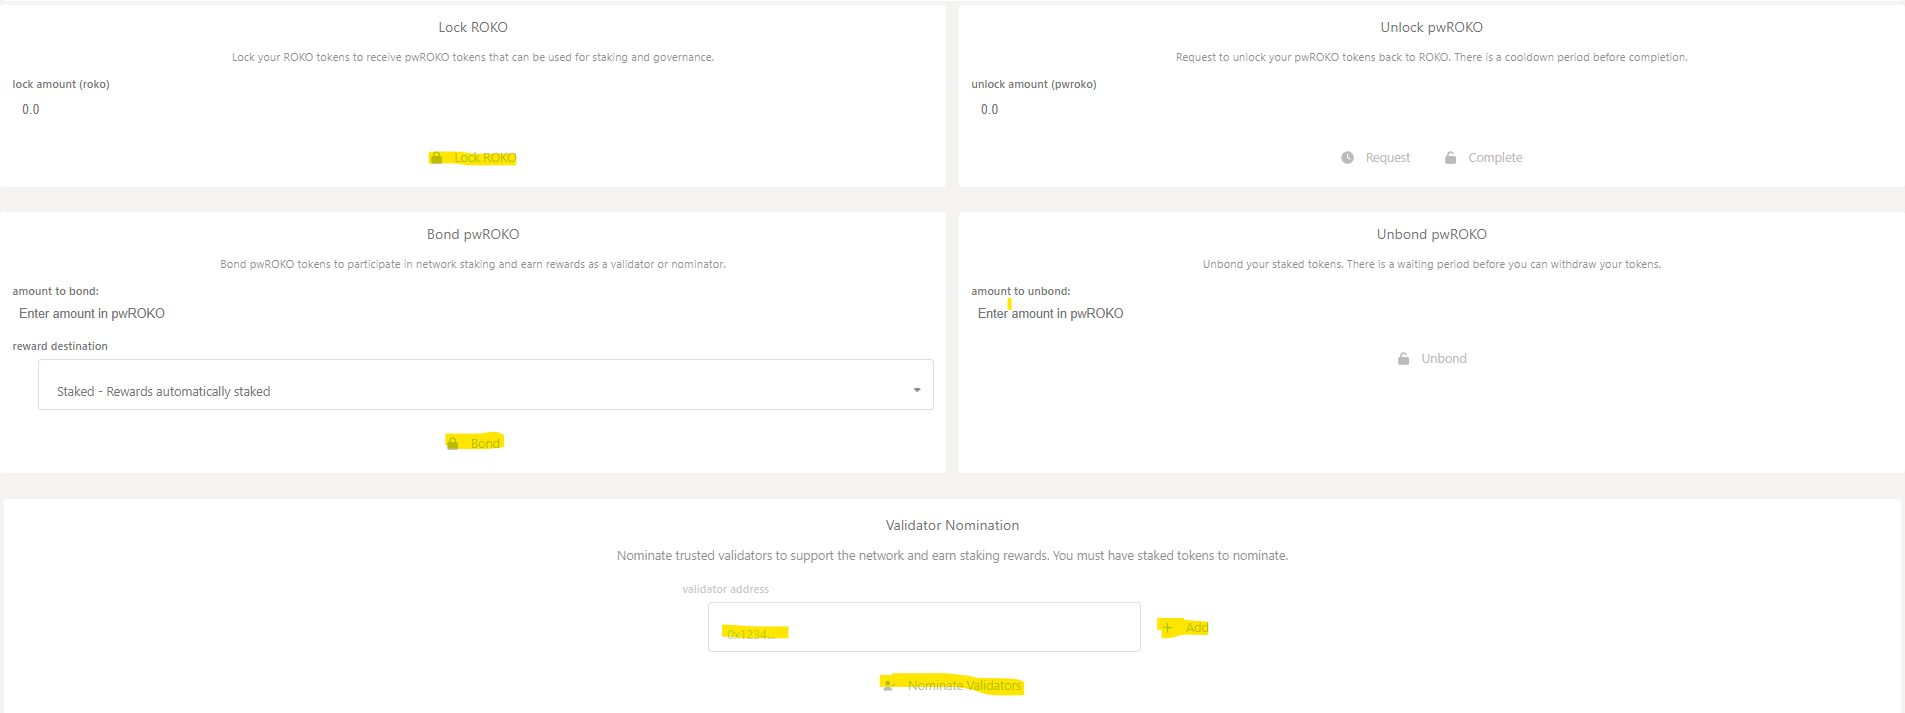 Lock ROKO
Lock your ROKO tokens to receive pwROKO tokens that can be used for staking and governance.
lock amount (roko)
0.0
Lock ROKO
Unlock pwROKO
Request to unlock your pwROKO tokens back to ROKO. There is a cooldown period before completion.
unlock amount (pwroko)
0.0
Request
Complete
Bond pwROKO
Bond pwROKO tokens to participate in network staking and earn rewards as a validator or nominator.
amount to bond:
Enter amount in pwROKO
reward destination
Staked - Rewards automatically staked
Bond
Unbond pwROKO
Unbond your staked tokens. There is a waiting period before you can withdraw your tokens.
amount to unbond:
Enter amount in pwROKO
Unbond
Validator Nomination
Nominate trusted validators to support the network and earn staking rewards. You must have staked tokens to nominate.
validator address
0x1234...
Add
Nominate Validators